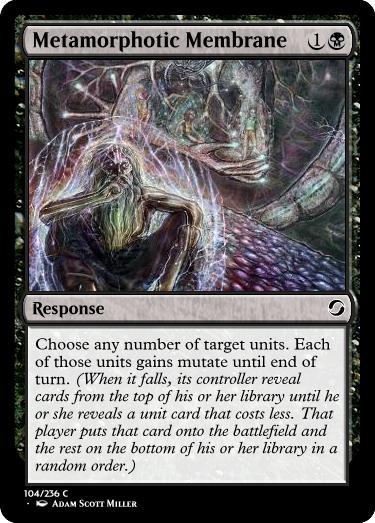 Metamorphotic Membrane 1
Response
Choose any number of target units. Each
of those units gains mutate until end of
turn. (When it falls, its controller reveal
cards from the top of his or her library until he
or she reveals a unit card that costs less. That
player puts that card onto the battlefield and
the rest on the bottom of his or her library in a
random order.)
104/236 C
· Adam Scott Miller